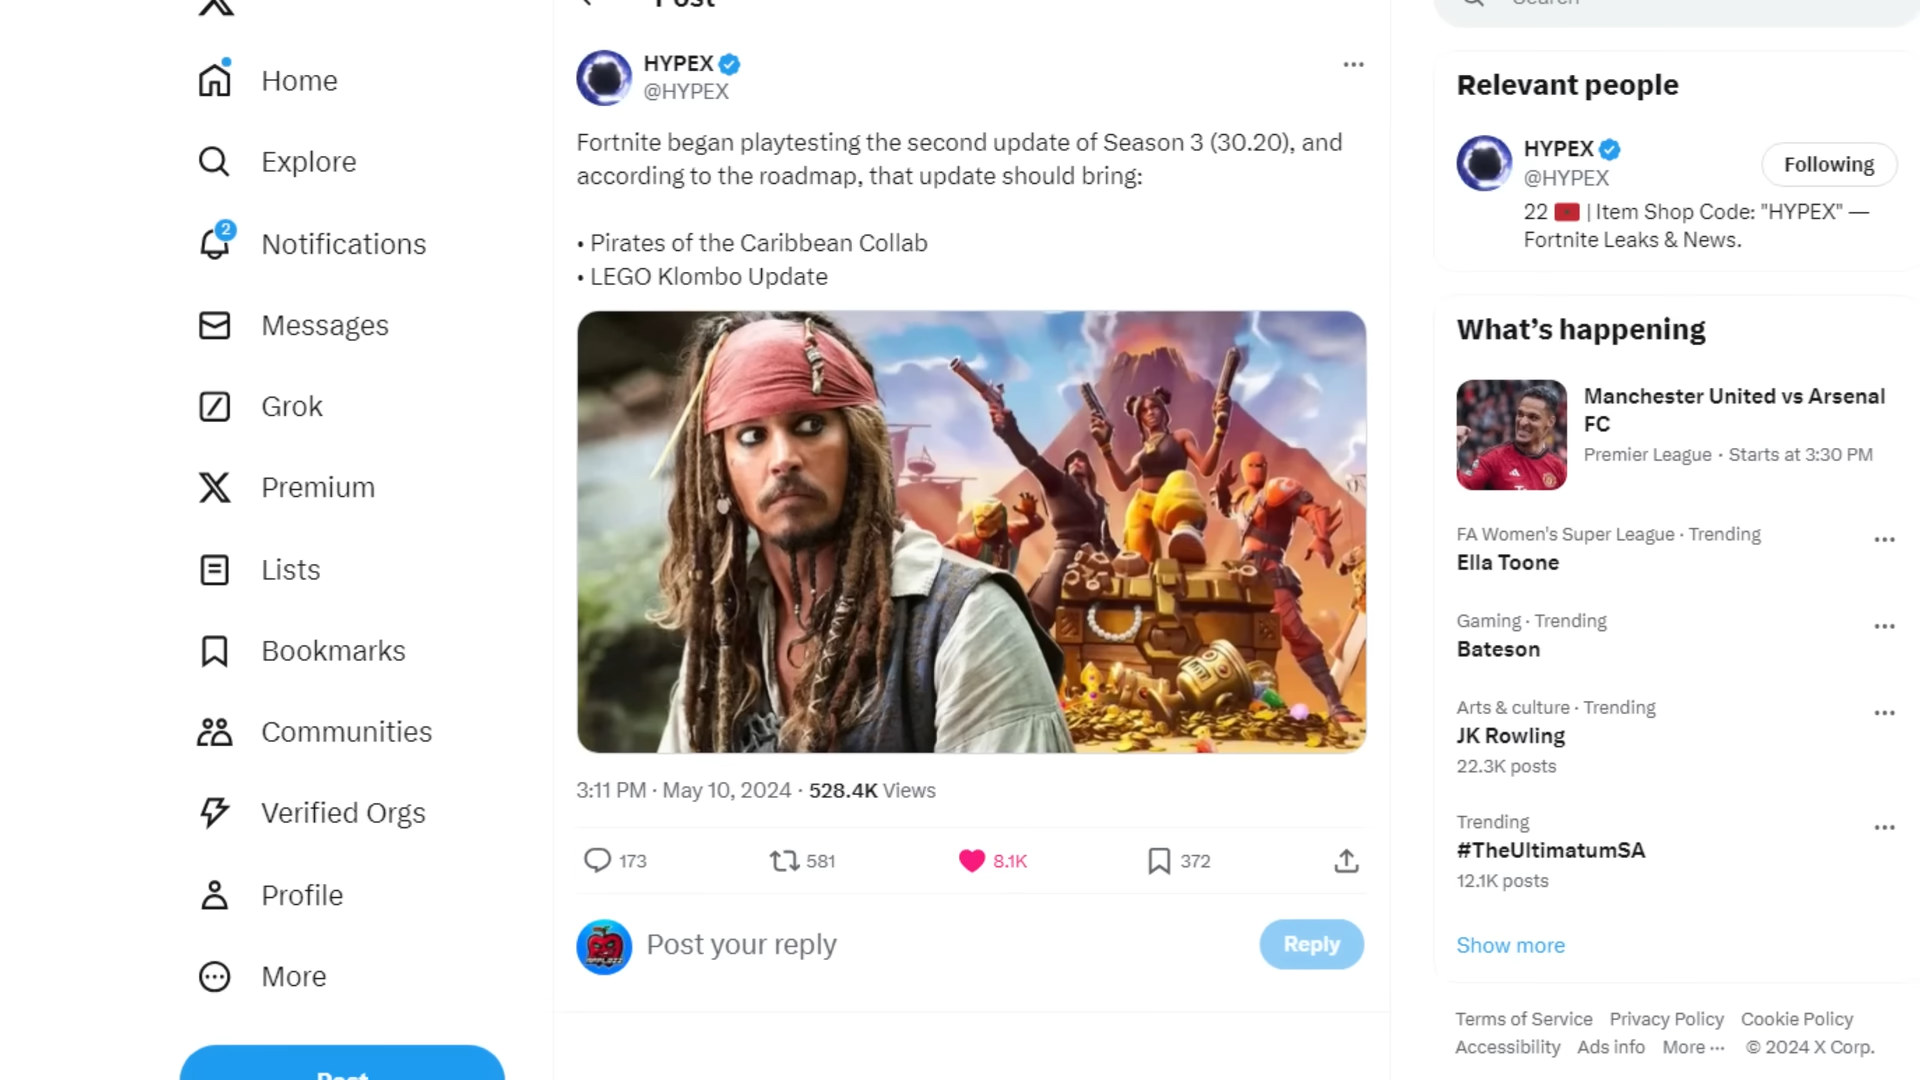 Home
Explore
2
Notifications
Messages
Grok
Premium
Lists
Bookmarks
Communities
Verified Orgs
Profile
More
Post
Post
HYPEX
@HYPEX
Fortnite began playtesting the second update of Season 3 (30.20), and
according to the roadmap, that update should bring:
• Pirates of the Caribbean Collab
• LEGO Klombo Update
3:11 PM · May 10, 2024 · 528.4K Views
173
581
8.1K
372
Post your reply
Reply
Search
Relevant people
HYPEX
@HYPEX
Following
22 🇲🇦 | Item Shop Code: "HYPEX" —
Fortnite Leaks & News.
What’s happening
Manchester United vs Arsenal
FC
Premier League · Starts at 3:30 PM
FA Women's Super League · Trending
Ella Toone
Gaming · Trending
Bateson
Arts & culture · Trending
JK Rowling
22.3K posts
Trending
#TheUltimatumSA
12.1K posts
Show more
Terms of Service Privacy Policy Cookie Policy
Accessibility Ads info More ··· © 2024 X Corp.